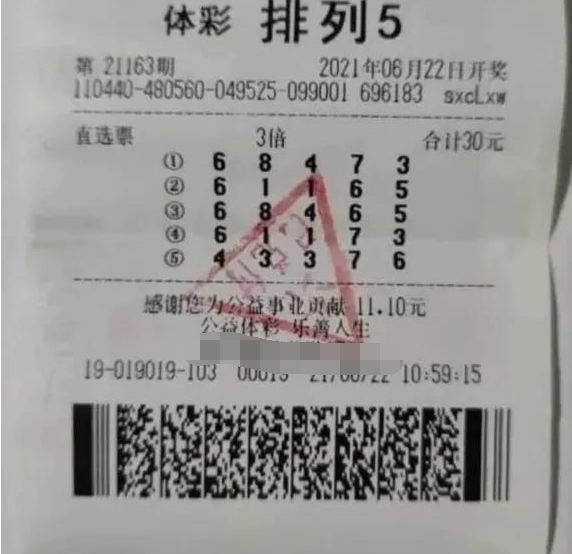 体彩 排列5
第 21163期 2021年06月22日开奖
110440-480560-049525-099001 696183 sxcLxw
直选票 3倍 合计30元
① 6 8 4 7 3
② 6 1 1 6 5
③ 6 8 4 6 5
④ 6 1 1 7 3
⑤ 4 3 3 7 6
感谢您为公益事业贡献 11.10元
公益体彩 乐善人生
19-019019-103 00019 21/06/22 10:59:15